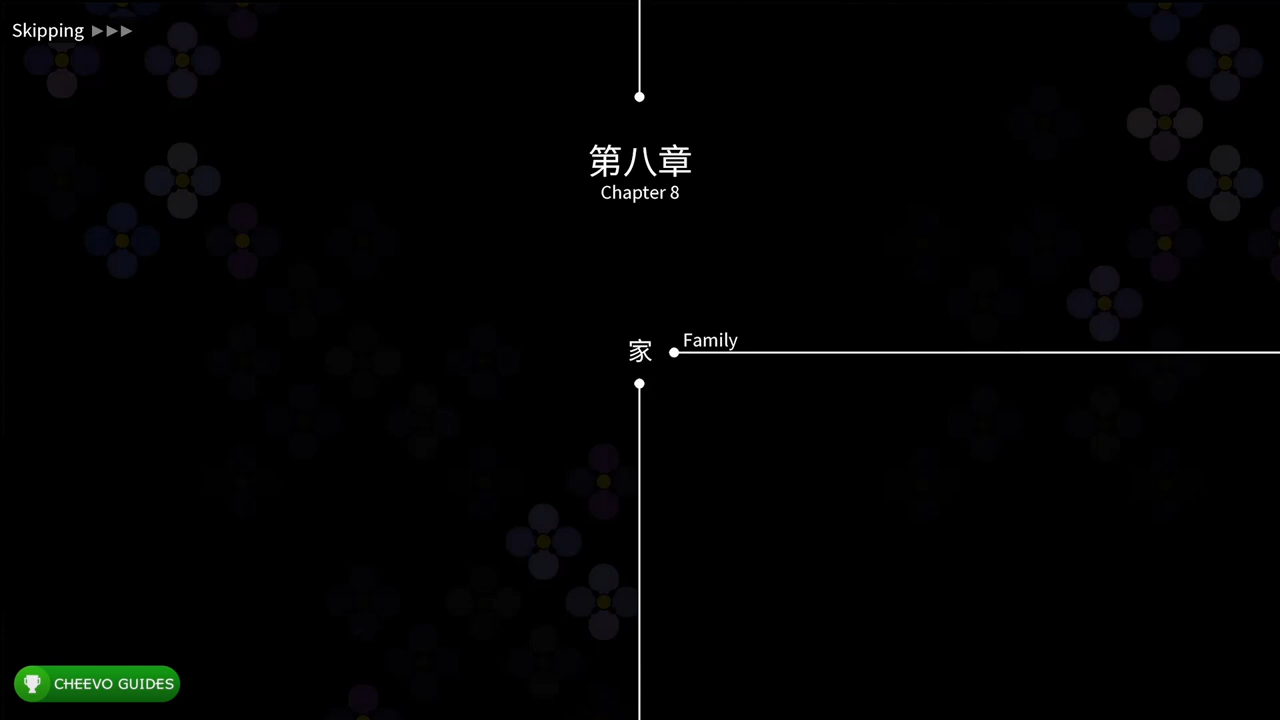 Skipping
第八章
Chapter 8
家
Family
CHEEVO GUIDES